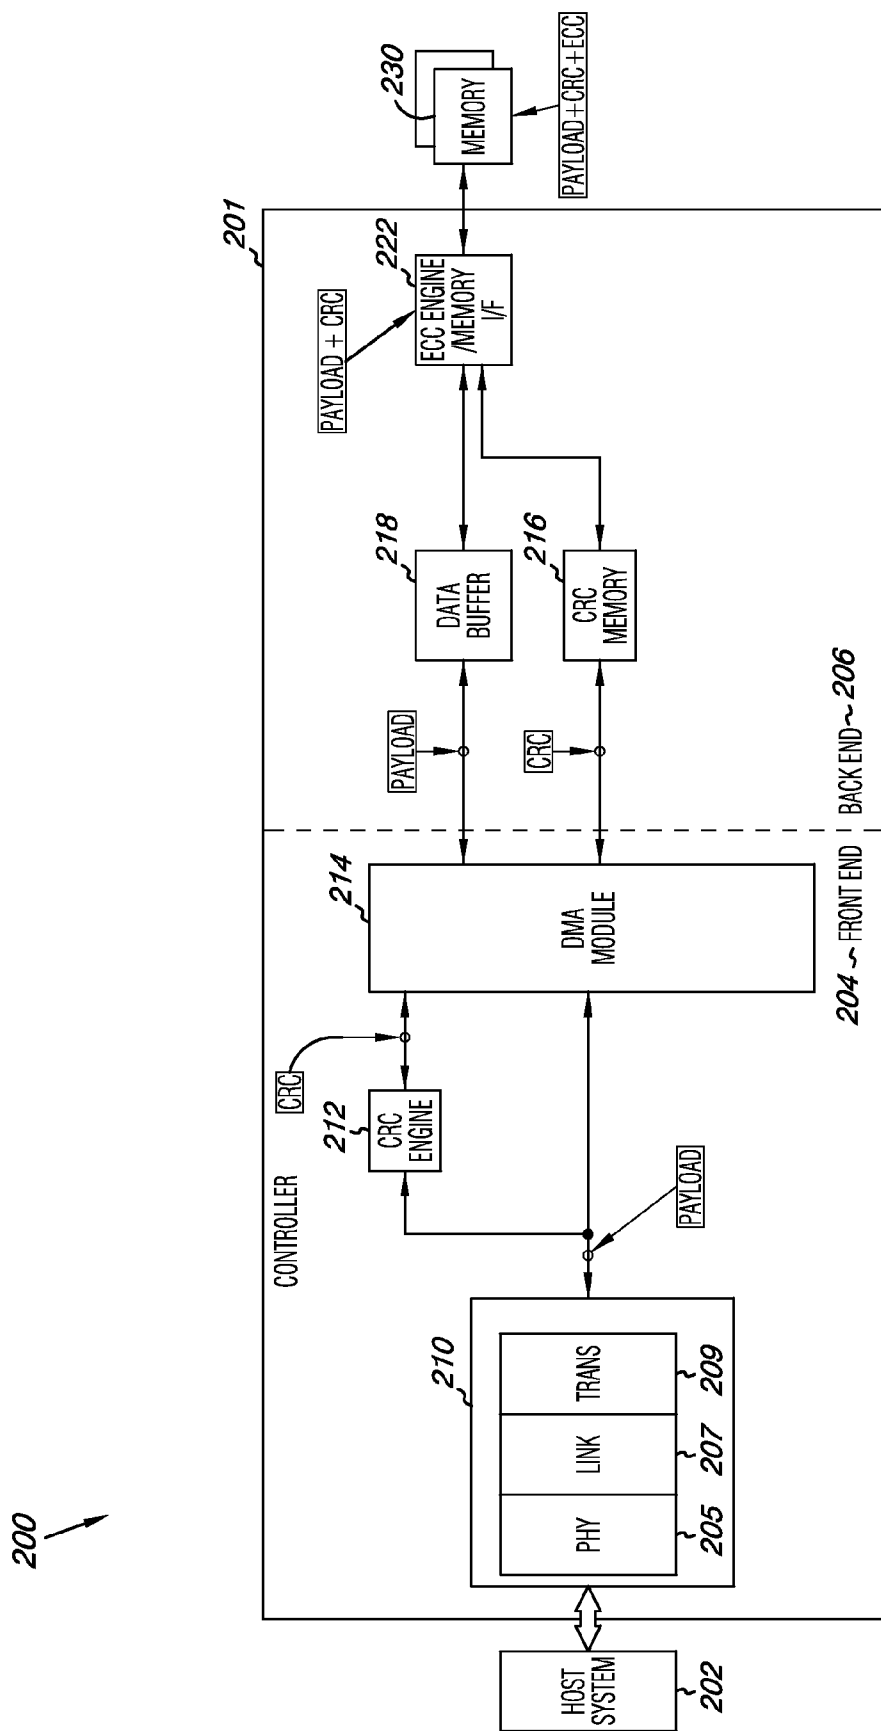 200
201
CONTROLLER
HOST
SYSTEM
202
210
PHY
LINK
TRANS
205
207
209
PAYLOAD
212
CRC
ENGINE
CRC
214
DMA
MODULE
204 FRONT END
BACK END 206
PAYLOAD
CRC
218
DATA
BUFFER
216
CRC
MEMORY
PAYLOAD + CRC
222
ECC ENGINE
/MEMORY
I/F
230
MEMORY
PAYLOAD+CRC+ECC